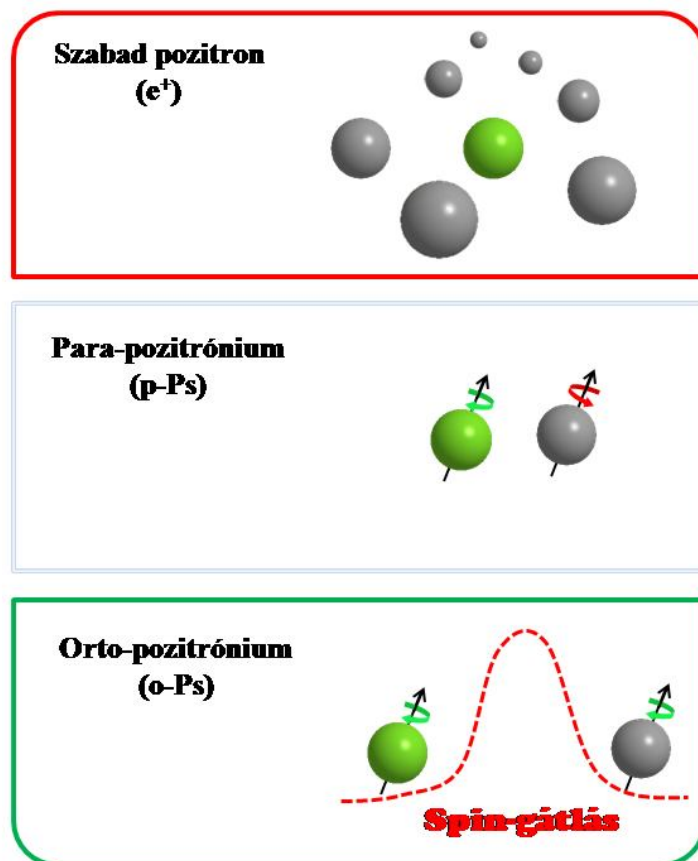 Szabad pozitron
(e⁺)
Para-pozitrónium
(p-Ps)
Orto-pozitrónium
(o-Ps)
Spin-gátlás